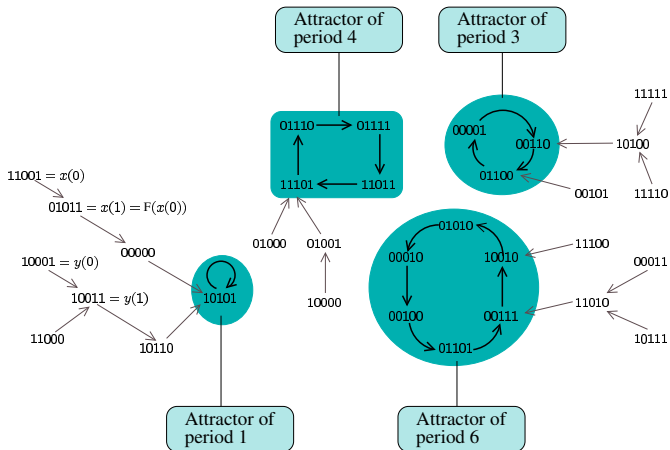 Attractor of
period 4
Attractor of
period 3
01110
01111
11101
11011
01000
01001
10000
00001
00110
01100
11111
10100
11110
00101
11001 = x(0)
01011 = x(1) = F(x(0))
00000
10001 = y(0)
10011 = y(1)
11000
10110
10101
01010
00010
10010
00100
00111
01101
11100
00011
11010
10111
Attractor of
period 1
Attractor of
period 6